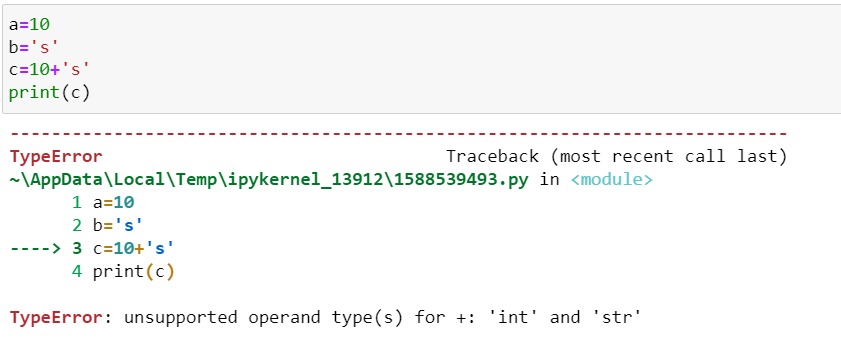 a=10
b='s'
c=10+'s'
print(c)
---------------------------------------------------------------------------
TypeError                                 Traceback (most recent call last)
~\AppData\Local\Temp\ipykernel_13912\1588539493.py in <module>
      1 a=10
      2 b='s'
----> 3 c=10+'s'
      4 print(c)
TypeError: unsupported operand type(s) for +: 'int' and 'str'